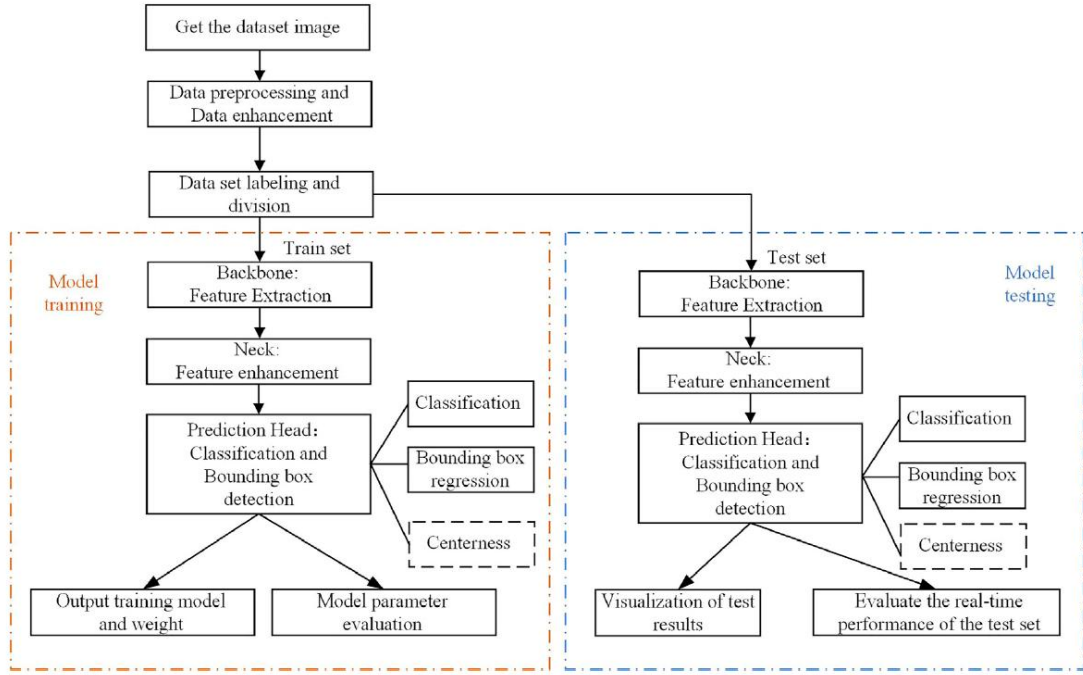 Get the dataset image
Data preprocessing and
Data enhancement
Data set labeling and
division
Train set
Model
training
Backbone:
Feature Extraction
Neck:
Feature enhancement
Prediction Head：
Classification and
Bounding box
detection
Classification
Bounding box
regression
Centerness
Output training model
and weight
Model parameter
evaluation
Test set
Model
testing
Backbone:
Feature Extraction
Neck:
Feature enhancement
Prediction Head：
Classification and
Bounding box
detection
Classification
Bounding box
regression
Centerness
Visualization of test
results
Evaluate the real-time
performance of the test set